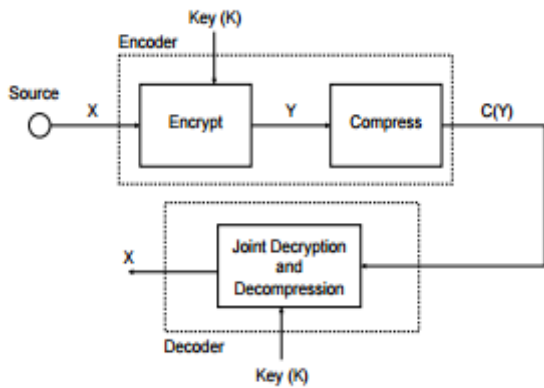 Key (K)
Encoder
Source
X
Encrypt
Y
Compress
C(Y)
Joint Decryption
and
Decompression
X
Decoder
Key (K)